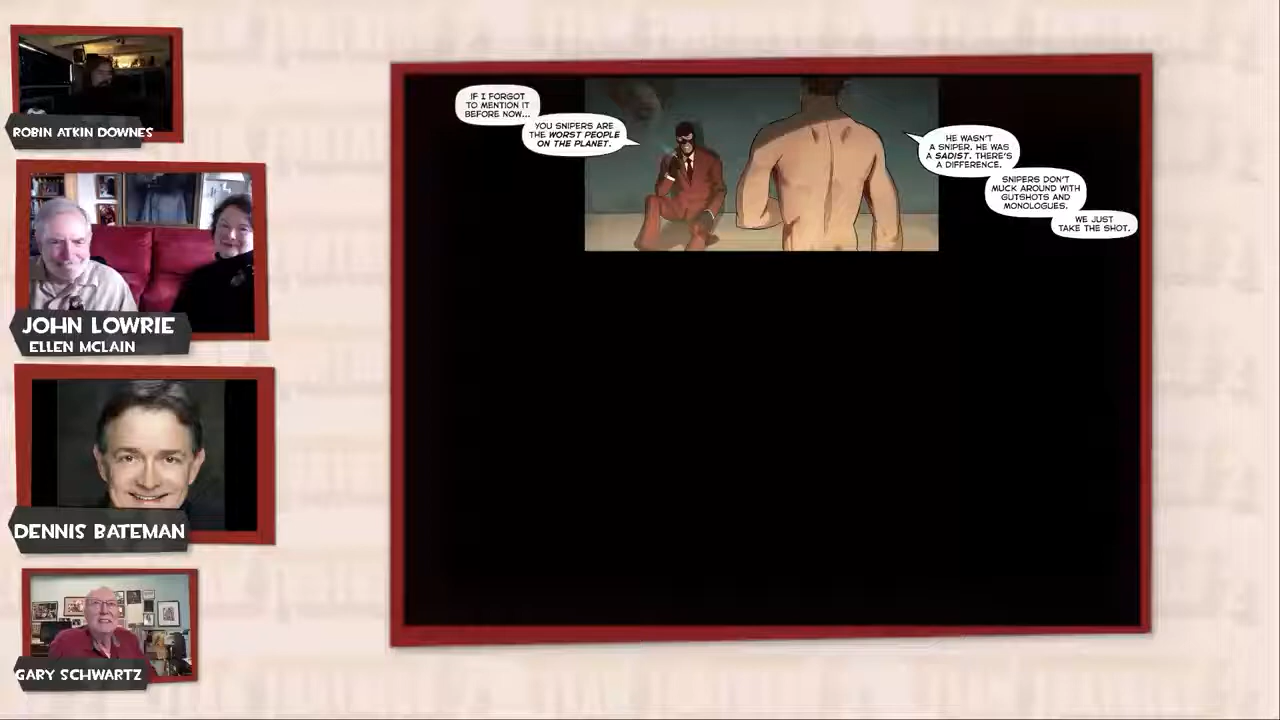 ROBIN ATKIN DOWNES
JOHN LOWRIE
ELLEN MCLAIN
DENNIS BATEMAN
GARY SCHWARTZ
IF I FORGOT
TO MENTION IT
BEFORE NOW...
YOU SNIPERS ARE
THE WORST PEOPLE
ON THE PLANET.
HE WASN'T
A SNIPER. HE WAS
A SADIST. THERE'S
A DIFFERENCE.
SNIPERS DON'T
MUCK AROUND WITH
GUTSHOTS AND
MONOLOGUES.
WE JUST
TAKE THE SHOT.